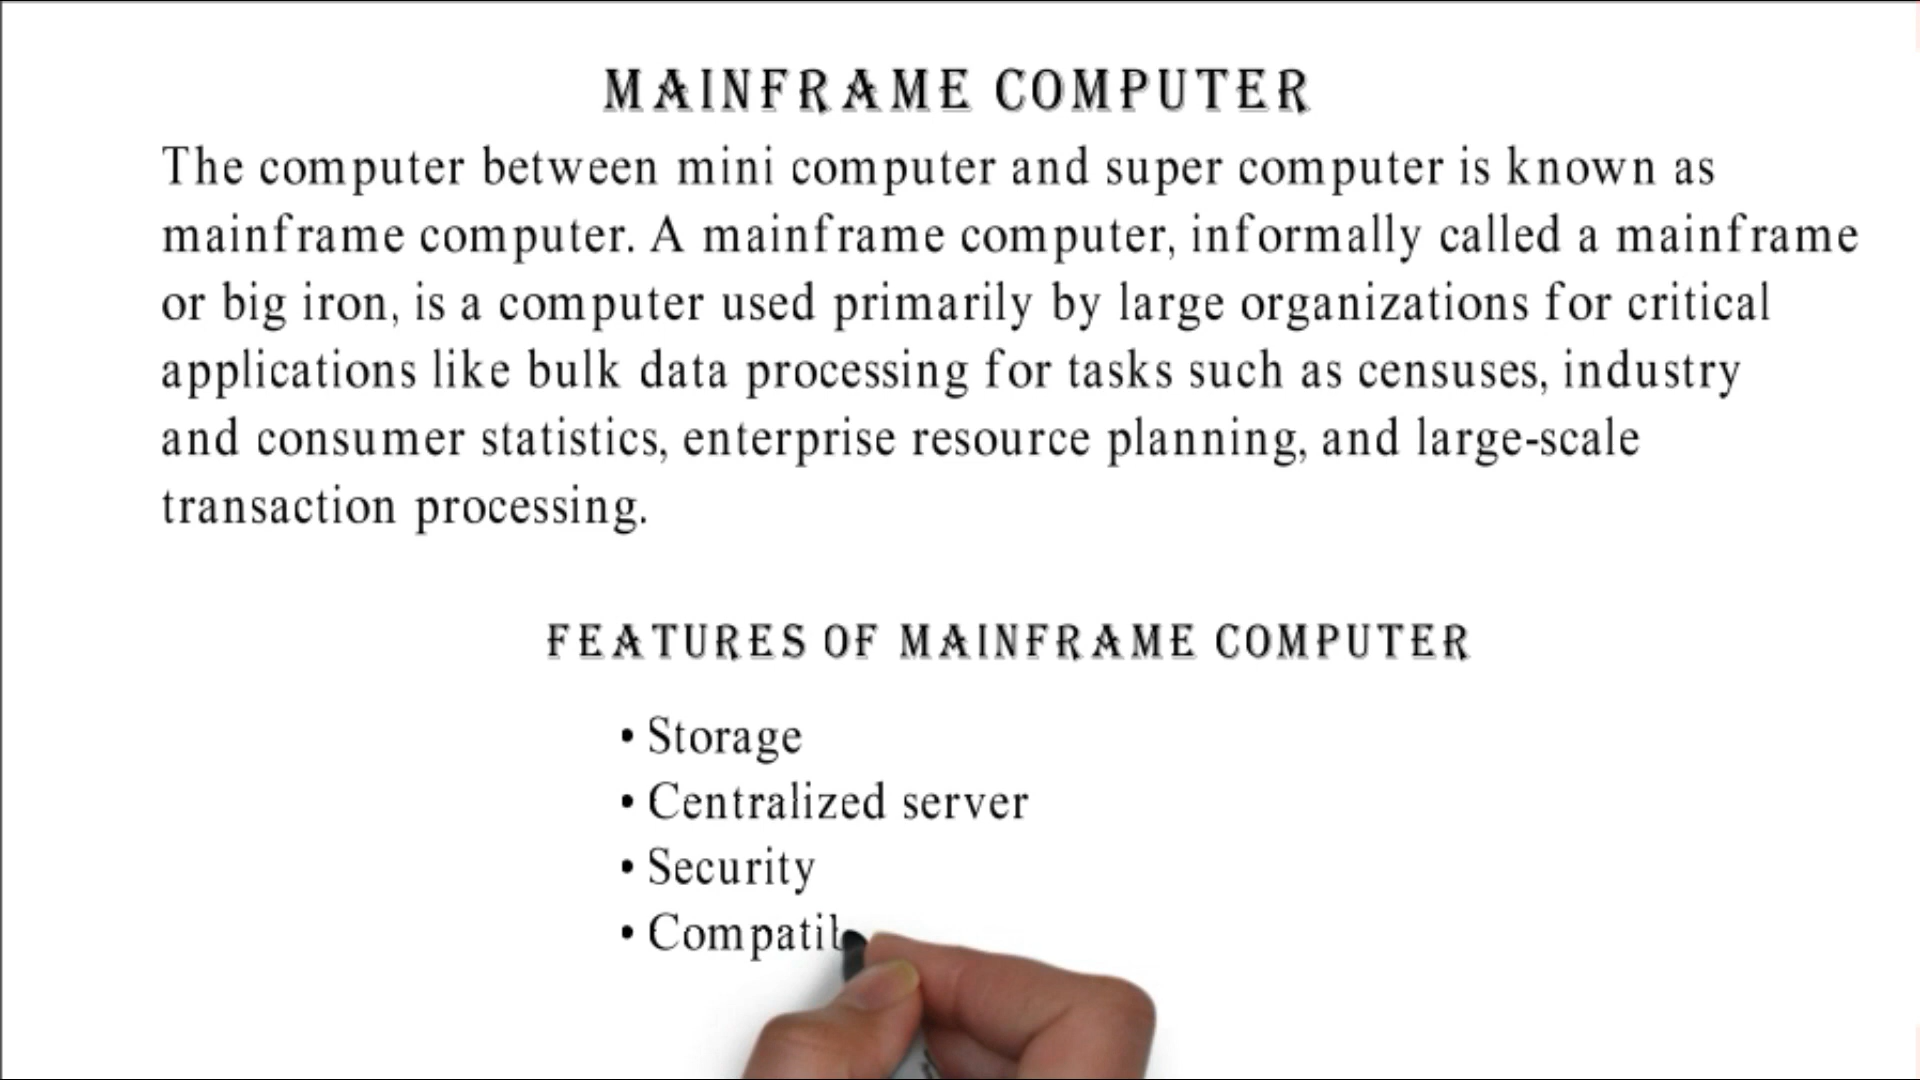 MAINFRAME COMPUTER
The computer between mini computer and super computer is known as
mainframe computer. A mainframe computer, informally called a mainframe
or big iron, is a computer used primarily by large organizations for critical
applications like bulk data processing for tasks such as censuses, industry
and consumer statistics, enterprise resource planning, and large-scale
transaction processing.
FEATURES OF MAINFRAME COMPUTER
• Storage
• Centralized server
• Security
•